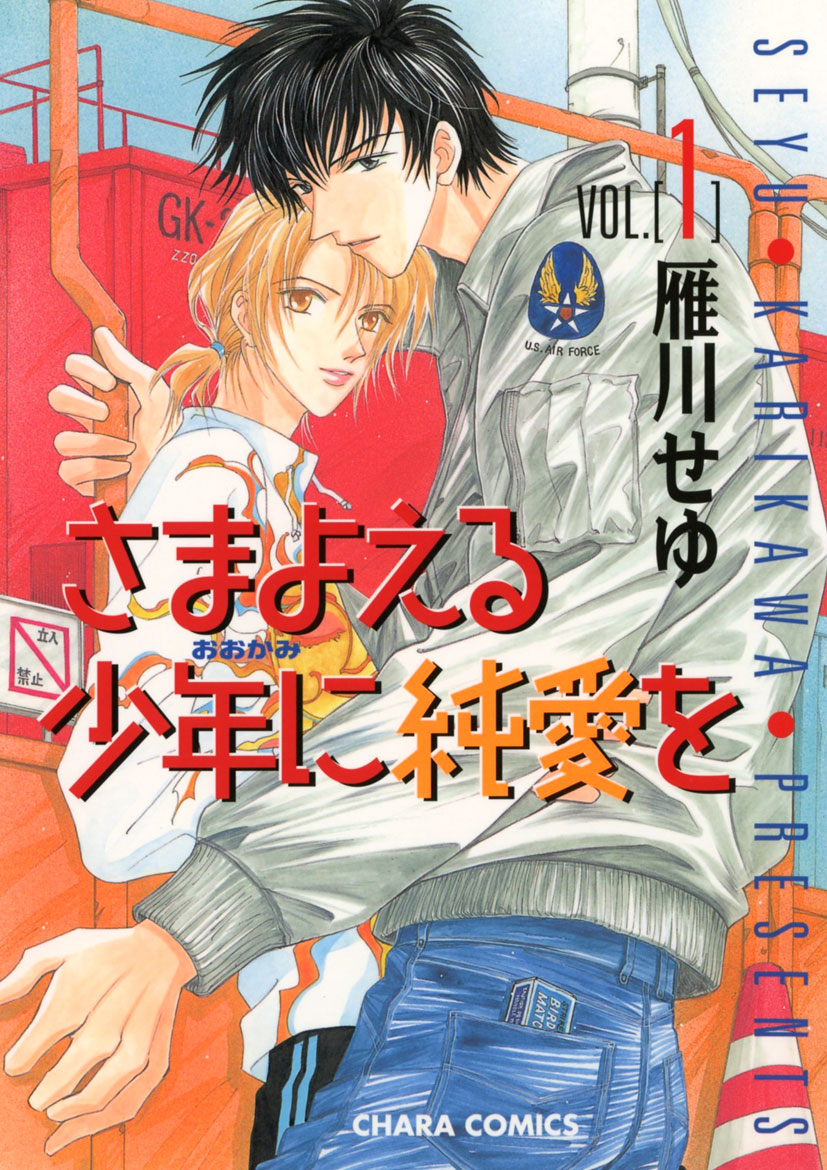 SEYU・KARIKAWA・PRESENTS
VOL.[1]
雁川せゆ
GK-
ZZO
U.S. AIR FORCE
さまよえる
おおかみ
少年に純愛を
立入
禁止
BIRD
MATC
CHARA COMICS